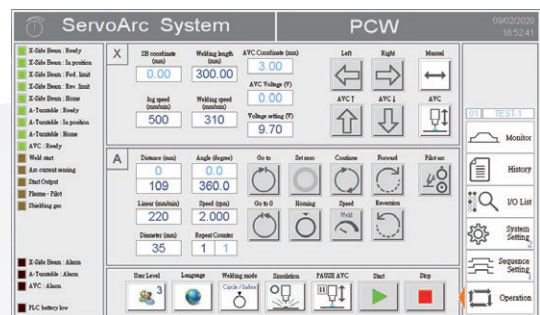 ServoArc System
PCW
09/02/2020
16:52:41
X-Side Beam : Ready
X-Side Beam : In position
X-Side Beam : Fwd. limit
X-Side Beam : Rev. limit
X-Side Beam : Home
A-Turntable : Ready
A-Turntable : In position
A-Turntable : Home
AVC : Ready
Weld start
Arc current sensing
Start Output
Plasma - Pilot
Shielding gas
X-Side Beam : Alarm
A-Turntable : Alarm
AVC : Alarm
PLC battery low
X
SB coordinate (mm)
0.00
Welding length (mm)
300.00
AVC Coordinate (mm)
3.00
AVC Voltage (V)
0.00
Jog speed (mm/min)
500
Welding speed (mm/min)
310
Voltage setting (V)
9.70
Left
Right
Manual
AVC ↑
AVC ↓
AVC
A
Distance (mm)
0
109
Angle (degree)
0.0
360.0
Go to
Set zero
Continue
Forward
Pilot arc
Linear (mm/min)
220
Speed (rpm)
2.000
Go to 0
Homing
Speed
Weld
Reversion
Diameter (mm)
35
Repeat Counter
1 1
User Level
3
Language
Welding mode
Circle / Index
Simulation
PAUSE AVC
Start
Stop
01 TEST-1
Monitor
History
I/O List
System Setting
2
Sequence Setting
1
Operation